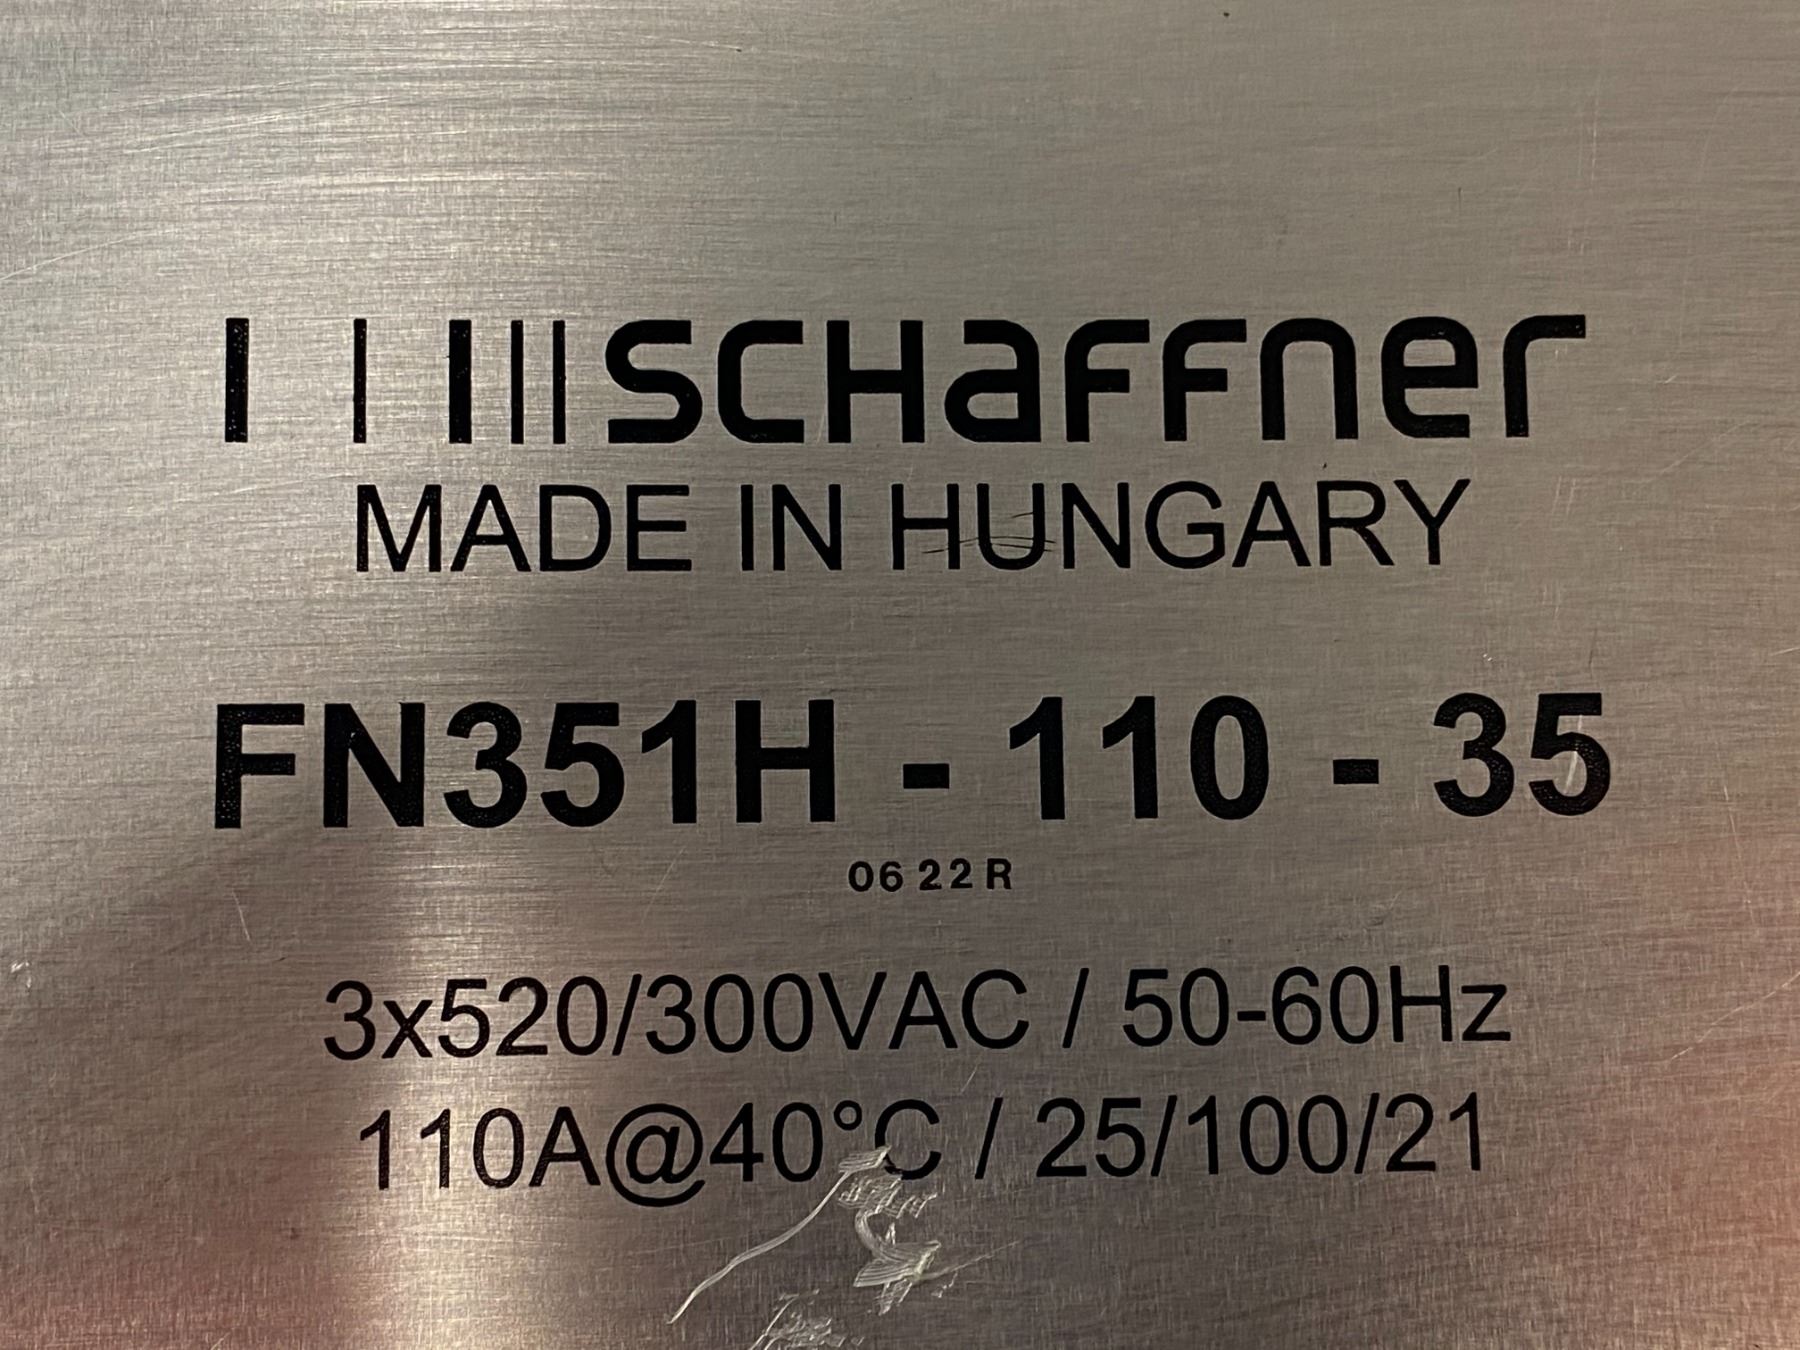 SCHaFFner
MADE IN HUNGARY
FN351H - 110 - 35
06 22 R
3x520/300VAC / 50-60Hz
110A@40°C / 25/100/21